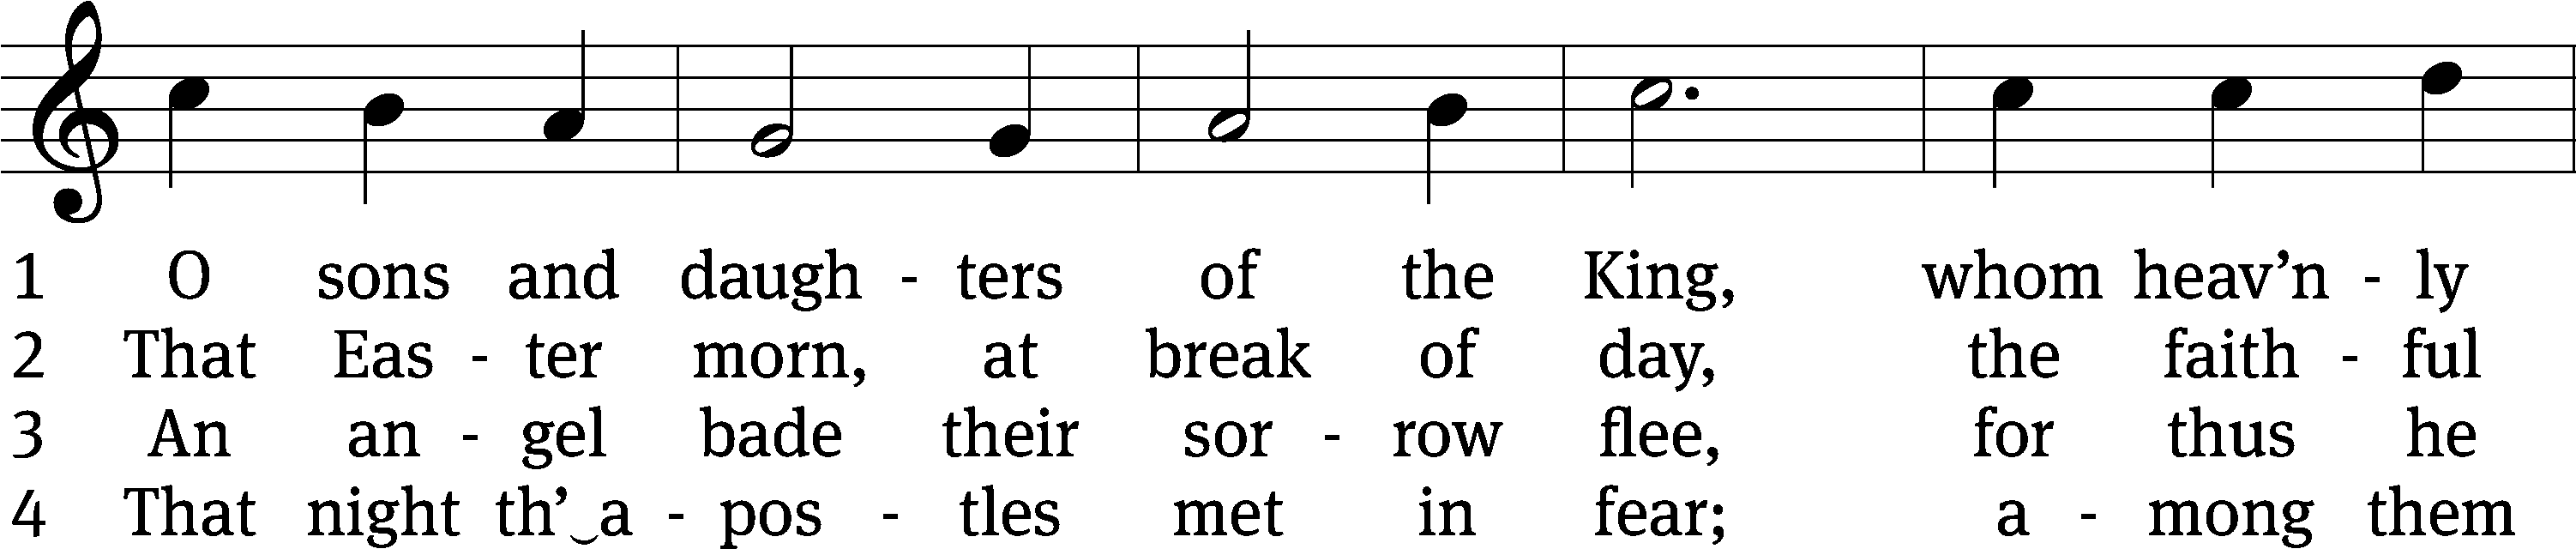 1 O sons and daugh - ters of the King, whom heav’n - ly
2 That Eas - ter morn, at break of day, the faith - ful
3 An an - gel bade their sor - row flee, for thus he
4 That night th’‿a - pos - tles met in fear; a - mong them